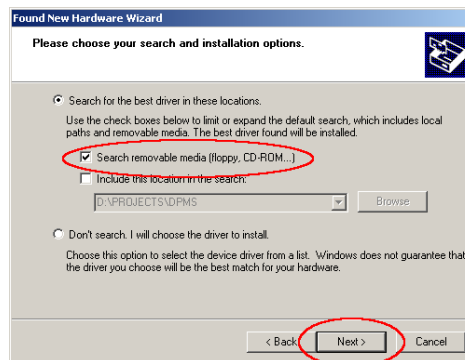 Found New Hardware Wizard
Please choose your search and installation options.
Search for the best driver in these locations.
Use the check boxes below to limit or expand the default search, which includes local
paths and removable media. The best driver found will be installed.
Search removable media (floppy, CD-ROM...)
Include this location in the search:
D:\PROJECTS\DPMS
Browse
Don't search. I will choose the driver to install.
Choose this option to select the device driver from a list. Windows does not guarantee that
the driver you choose will be the best match for your hardware.
< Back
Next >
Cancel